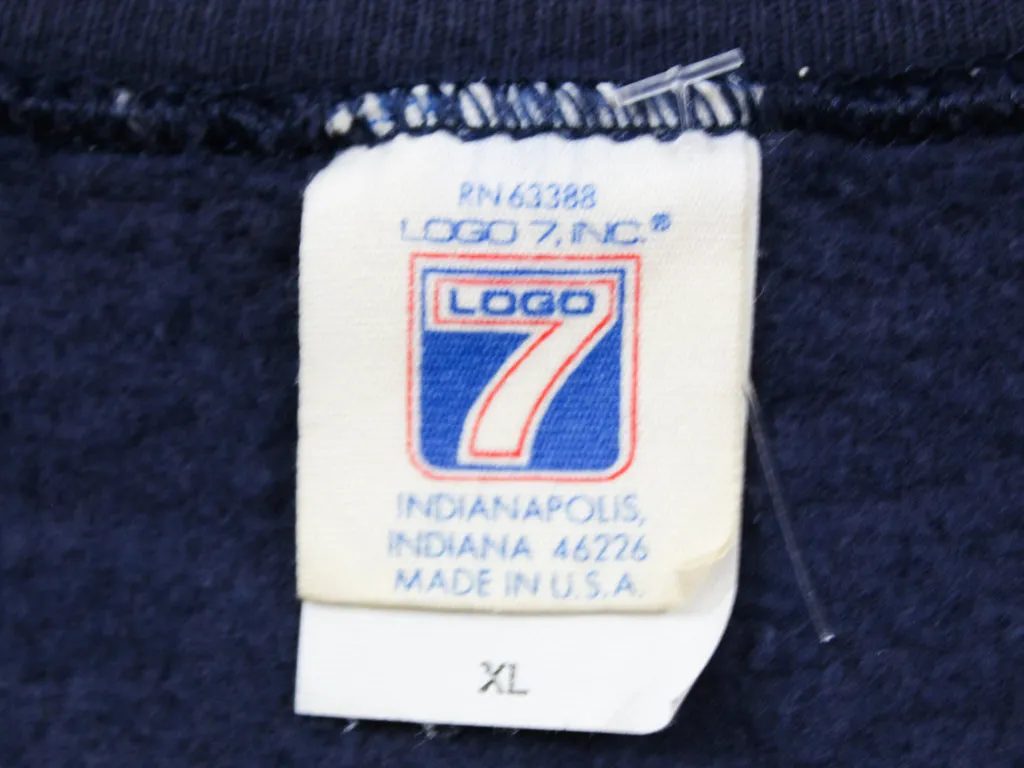 RN 63388
LOGO 7, INC.®
LOGO
7
INDIANAPOLIS,
INDIANA 46226
MADE IN U.S.A.
XL